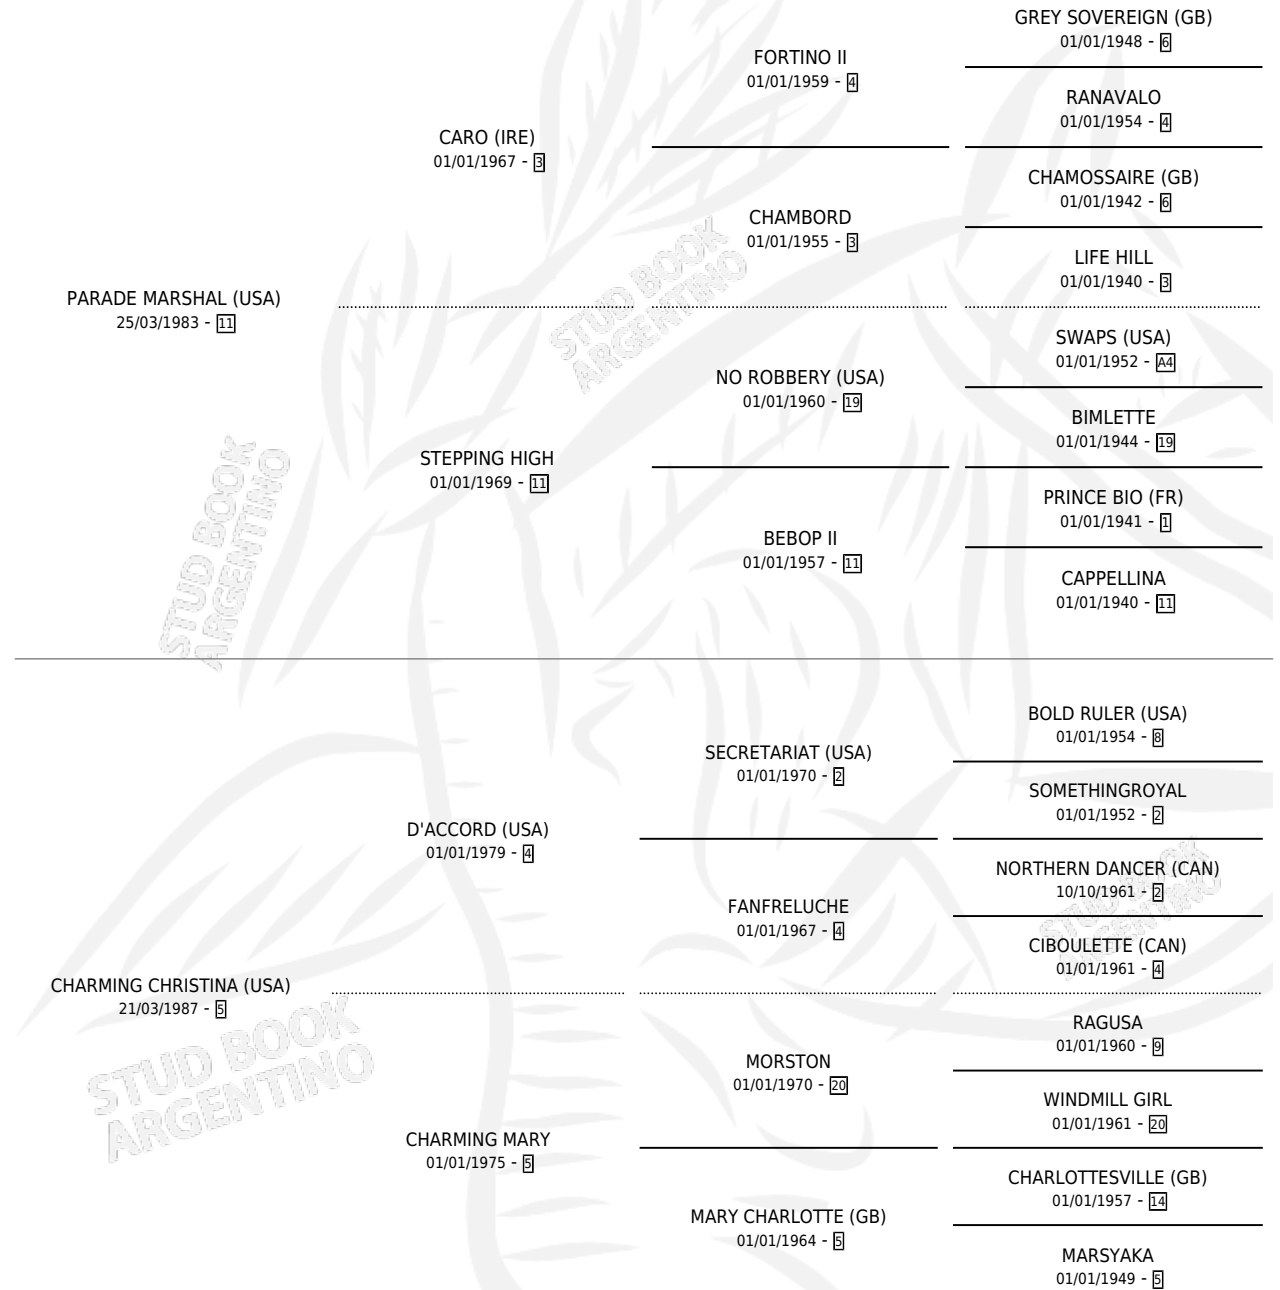 GREY SOVEREIGN (GB)
01/01/1948 - 6
FORTINO II
01/01/1959 - 4
RANAVALO
01/01/1954 - 4
CARO (IRE)
01/01/1967 - 3
CHAMOSSAIRE (GB)
01/01/1942 - 6
CHAMBORD
01/01/1955 - 3
LIFE HILL
01/01/1940 - 3
PARADE MARSHAL (USA)
25/03/1983 - 11
SWAPS (USA)
01/01/1952 - A4
NO ROBBERY (USA)
01/01/1960 - 19
BIMLETTE
01/01/1944 - 19
STEPPING HIGH
01/01/1969 - 11
PRINCE BIO (FR)
01/01/1941 - 1
BEBOP II
01/01/1957 - 11
CAPPELLINA
01/01/1940 - 11
STUD BOOK
ARGENTINO
STUD BOOK
ARGENTINO
BOLD RULER (USA)
01/01/1954 - 8
SECRETARIAT (USA)
01/01/1970 - 2
SOMETHINGROYAL
01/01/1952 - 2
D'ACCORD (USA)
01/01/1979 - 4
NORTHERN DANCER (CAN)
10/10/1961 - 2
FANFRELUCHE
01/01/1967 - 4
CIBOULETTE (CAN)
01/01/1961 - 4
CHARMING CHRISTINA (USA)
21/03/1987 - 5
RAGUSA
01/01/1960 - 9
MORSTON
01/01/1970 - 20
WINDMILL GIRL
01/01/1961 - 20
CHARMING MARY
01/01/1975 - 5
CHARLOTTESVILLE (GB)
01/01/1957 - 14
MARY CHARLOTTE (GB)
01/01/1964 - 5
MARSYAKA
01/01/1949 - 5
STUD BOOK
ARGENTINO
STUD BOOK
ARGENTINO